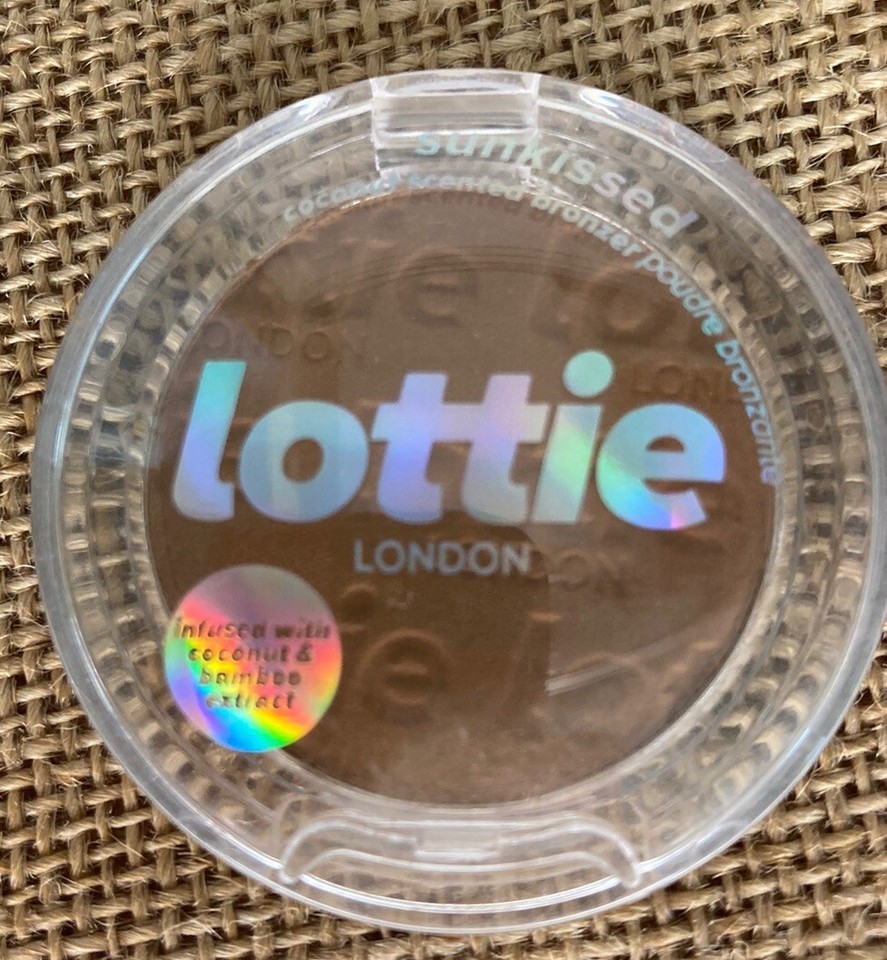 sunkissed
coconut scented bronzer poudre bronzante
lottie
LONDON
infused with
coconut &
bamboo
extract